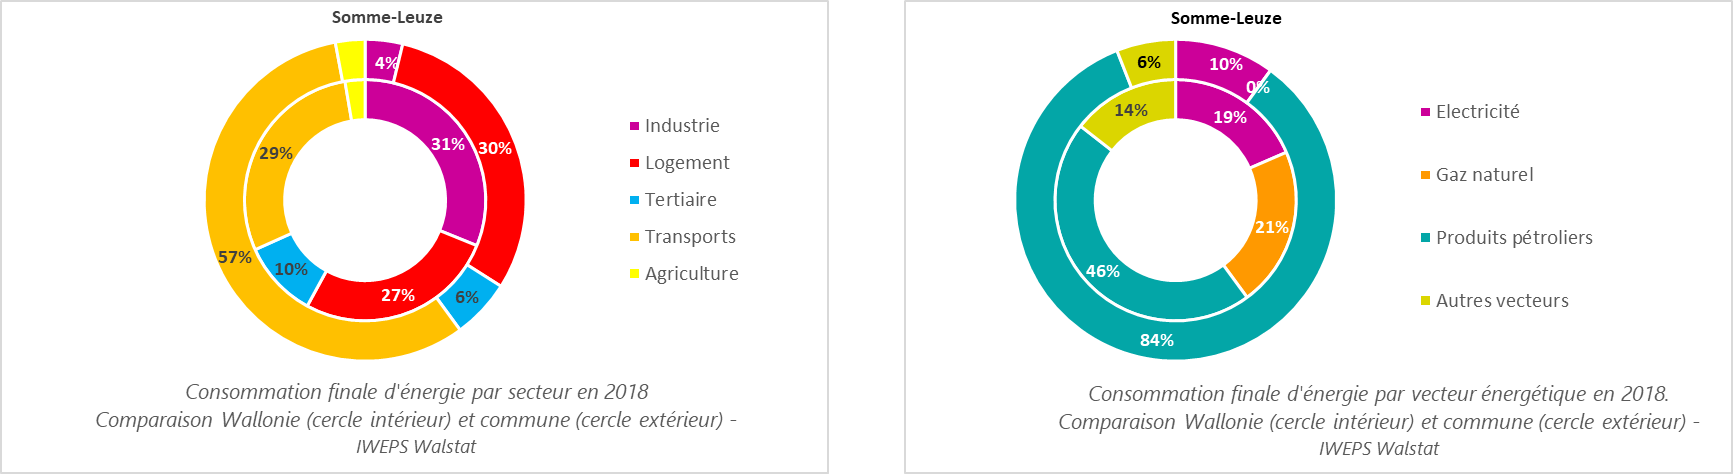 Somme-Leuze
4%
31%
30%
29%
57%
10%
27%
6%
Industrie
Logement
Tertiaire
Transports
Agriculture
Consommation finale d'énergie par secteur en 2018
Comparaison Wallonie (cercle intérieur) et commune (cercle extérieur) -
IWEPS Walstat
Somme-Leuze
6%
10%
0%
14%
19%
21%
46%
84%
Electricité
Gaz naturel
Produits pétroliers
Autres vecteurs
Consommation finale d'énergie par vecteur énergétique en 2018.
Comparaison Wallonie (cercle intérieur) et commune (cercle extérieur) -
IWEPS Walstat